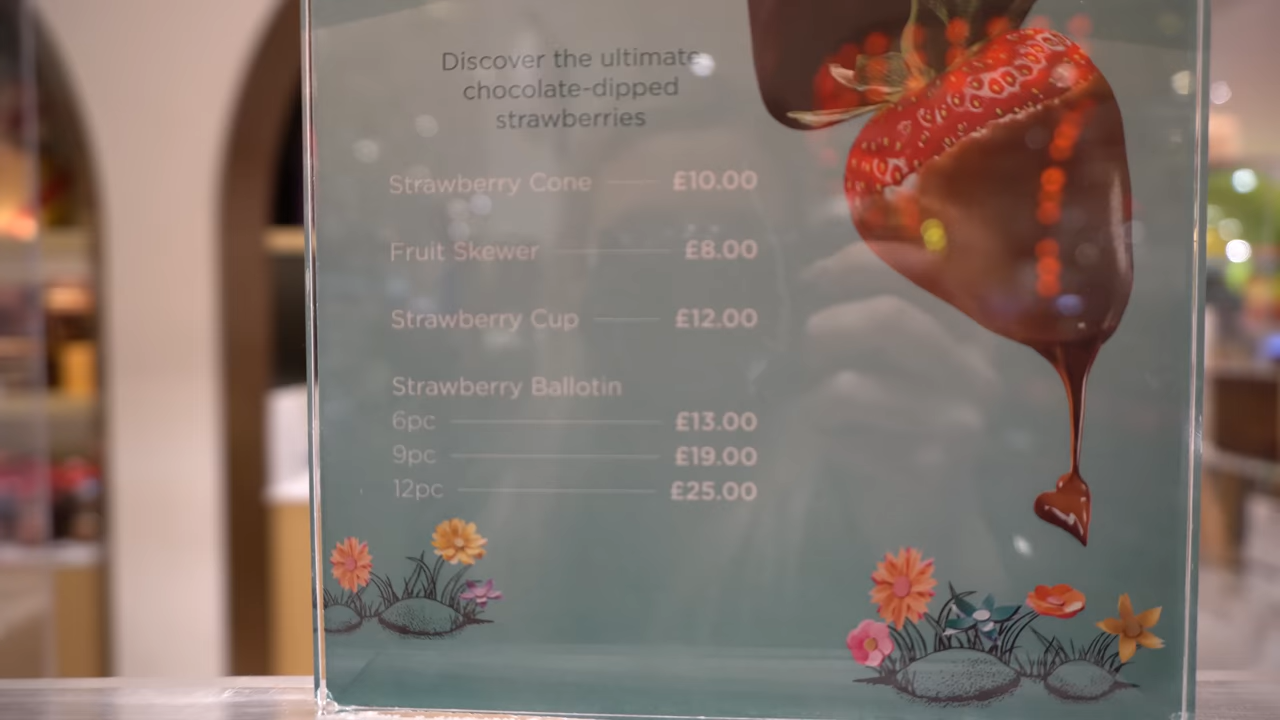 Discover the ultimate
chocolate-dipped
strawberries
Strawberry Cone £10.00
Fruit Skewer £8.00
Strawberry Cup £12.00
Strawberry Ballotin
6pc £13.00
9pc £19.00
12pc £25.00